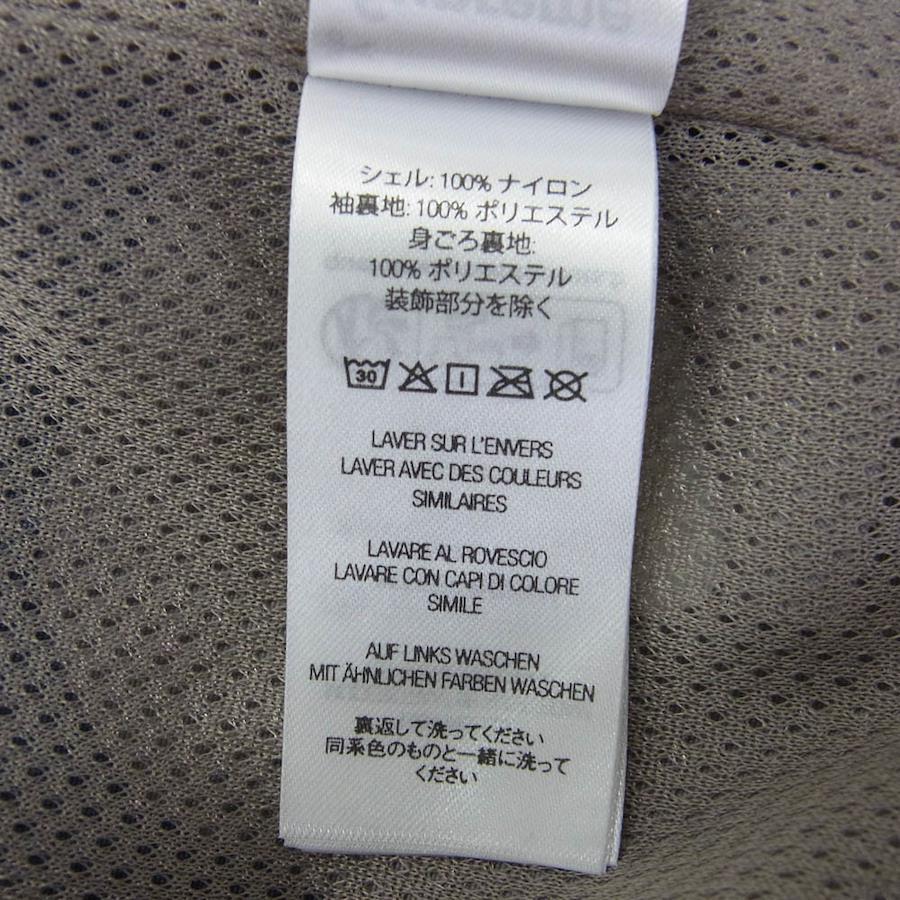 シェル: 100% ナイロン
袖裏地: 100% ポリエステル
身ごろ裏地:
100% ポリエステル
装飾部分を除く
30
LAVER SUR L'ENVERS
LAVER AVEC DES COULEURS
SIMILAIRES
LAVARE AL ROVESCIO
LAVARE CON CAPI DI COLORE
SIMILE
AUF LINKS WASCHEN
MIT ÄHNLICHEN FARBEN WASCHEN
裏返して洗ってください
同系色のものと一緒に洗って
ください